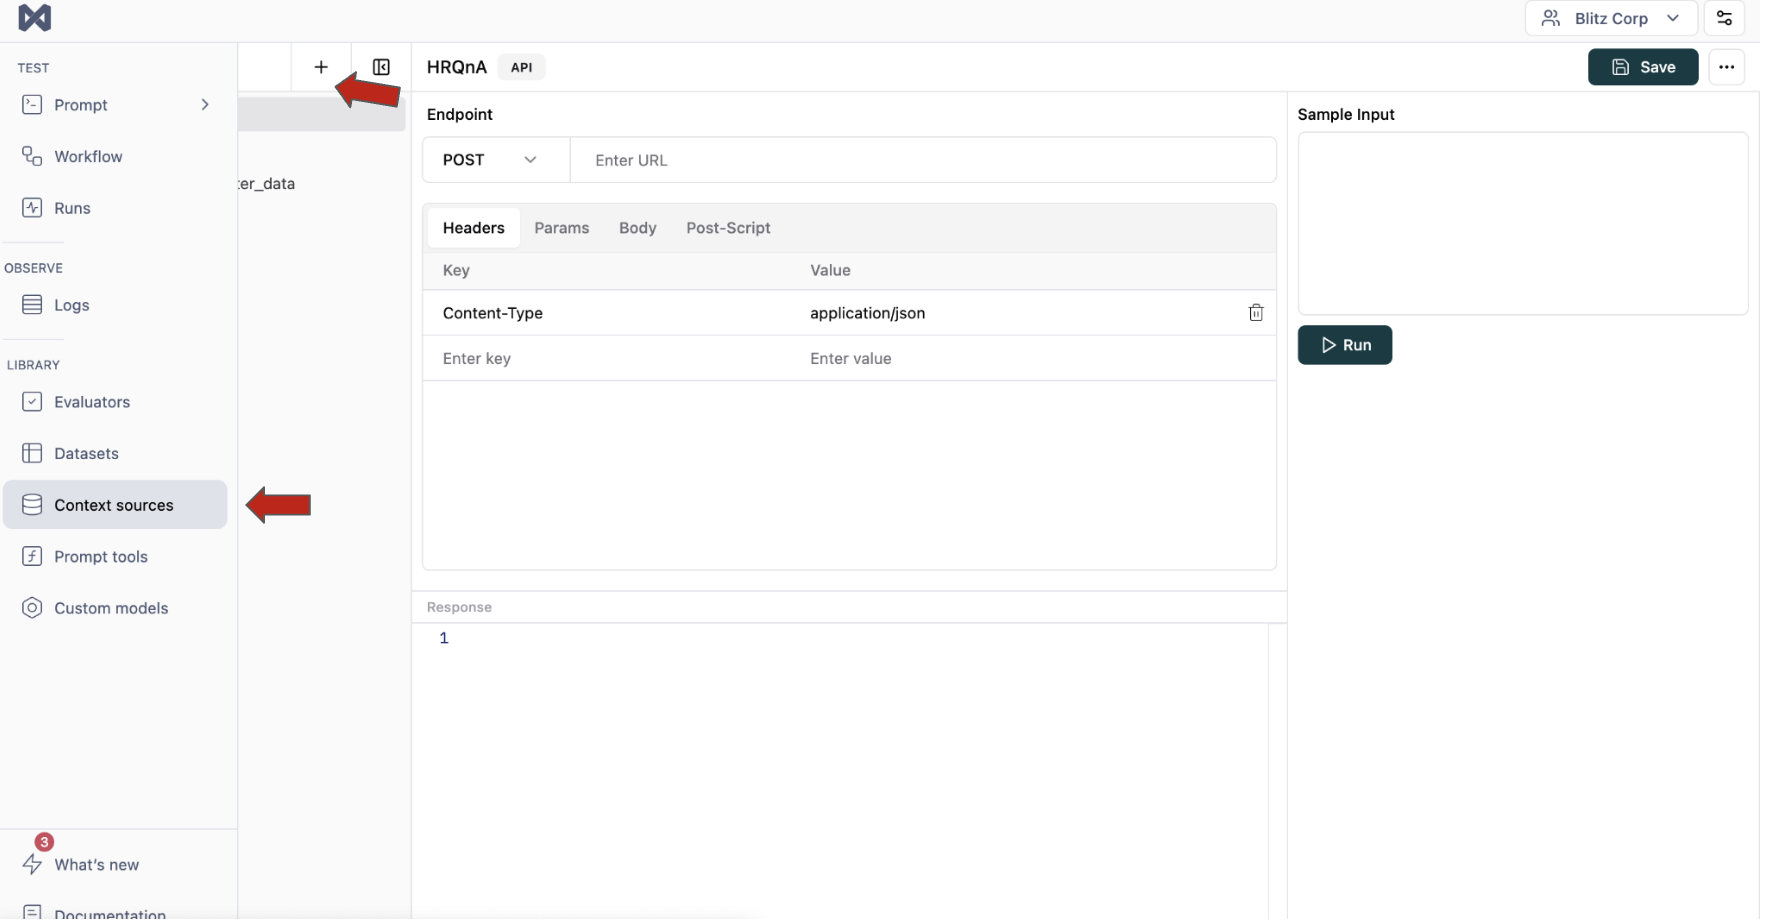 Blitz Corp
TEST
Prompt
Workflow
Runs
OBSERVE
Logs
LIBRARY
Evaluators
Datasets
Context sources
Prompt tools
Custom models
3
What's new
Documentation
ter_data
HRQnA API
Save
Endpoint
POST Enter URL
Headers Params Body Post-Script
Key Value
Content-Type application/json
Enter key Enter value
Response
1
Sample Input
Run